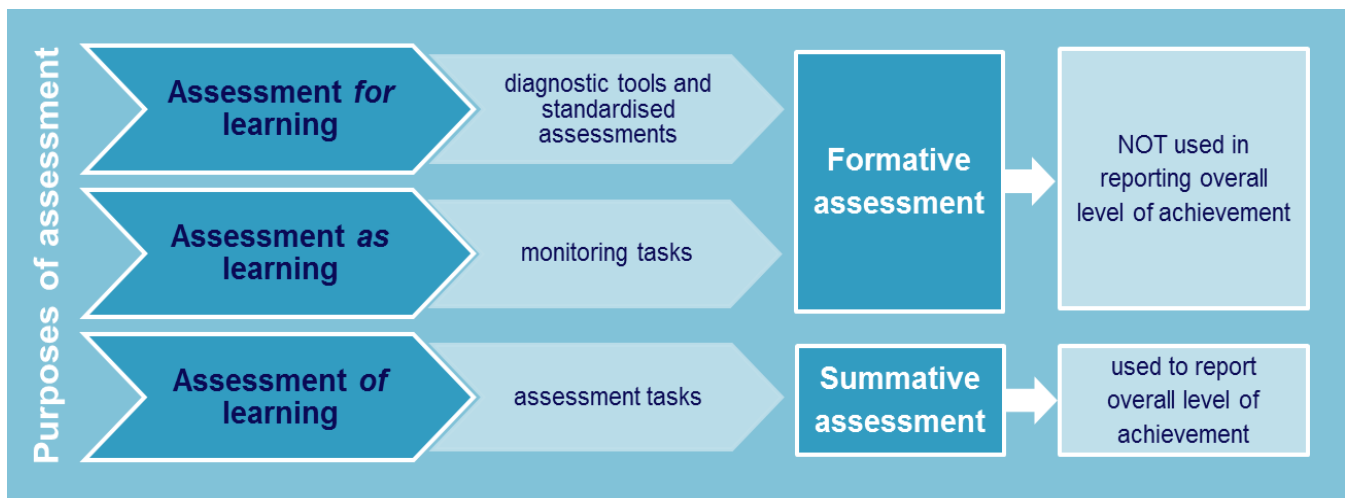 Purposes of assessment
Assessment for
learning
diagnostic tools and
standardised
assessments
Assessment as
learning
monitoring tasks
Formative
assessment
NOT used in
reporting overall
level of achievement
Assessment of
learning
assessment tasks
Summative
assessment
used to report
overall level of
achievement